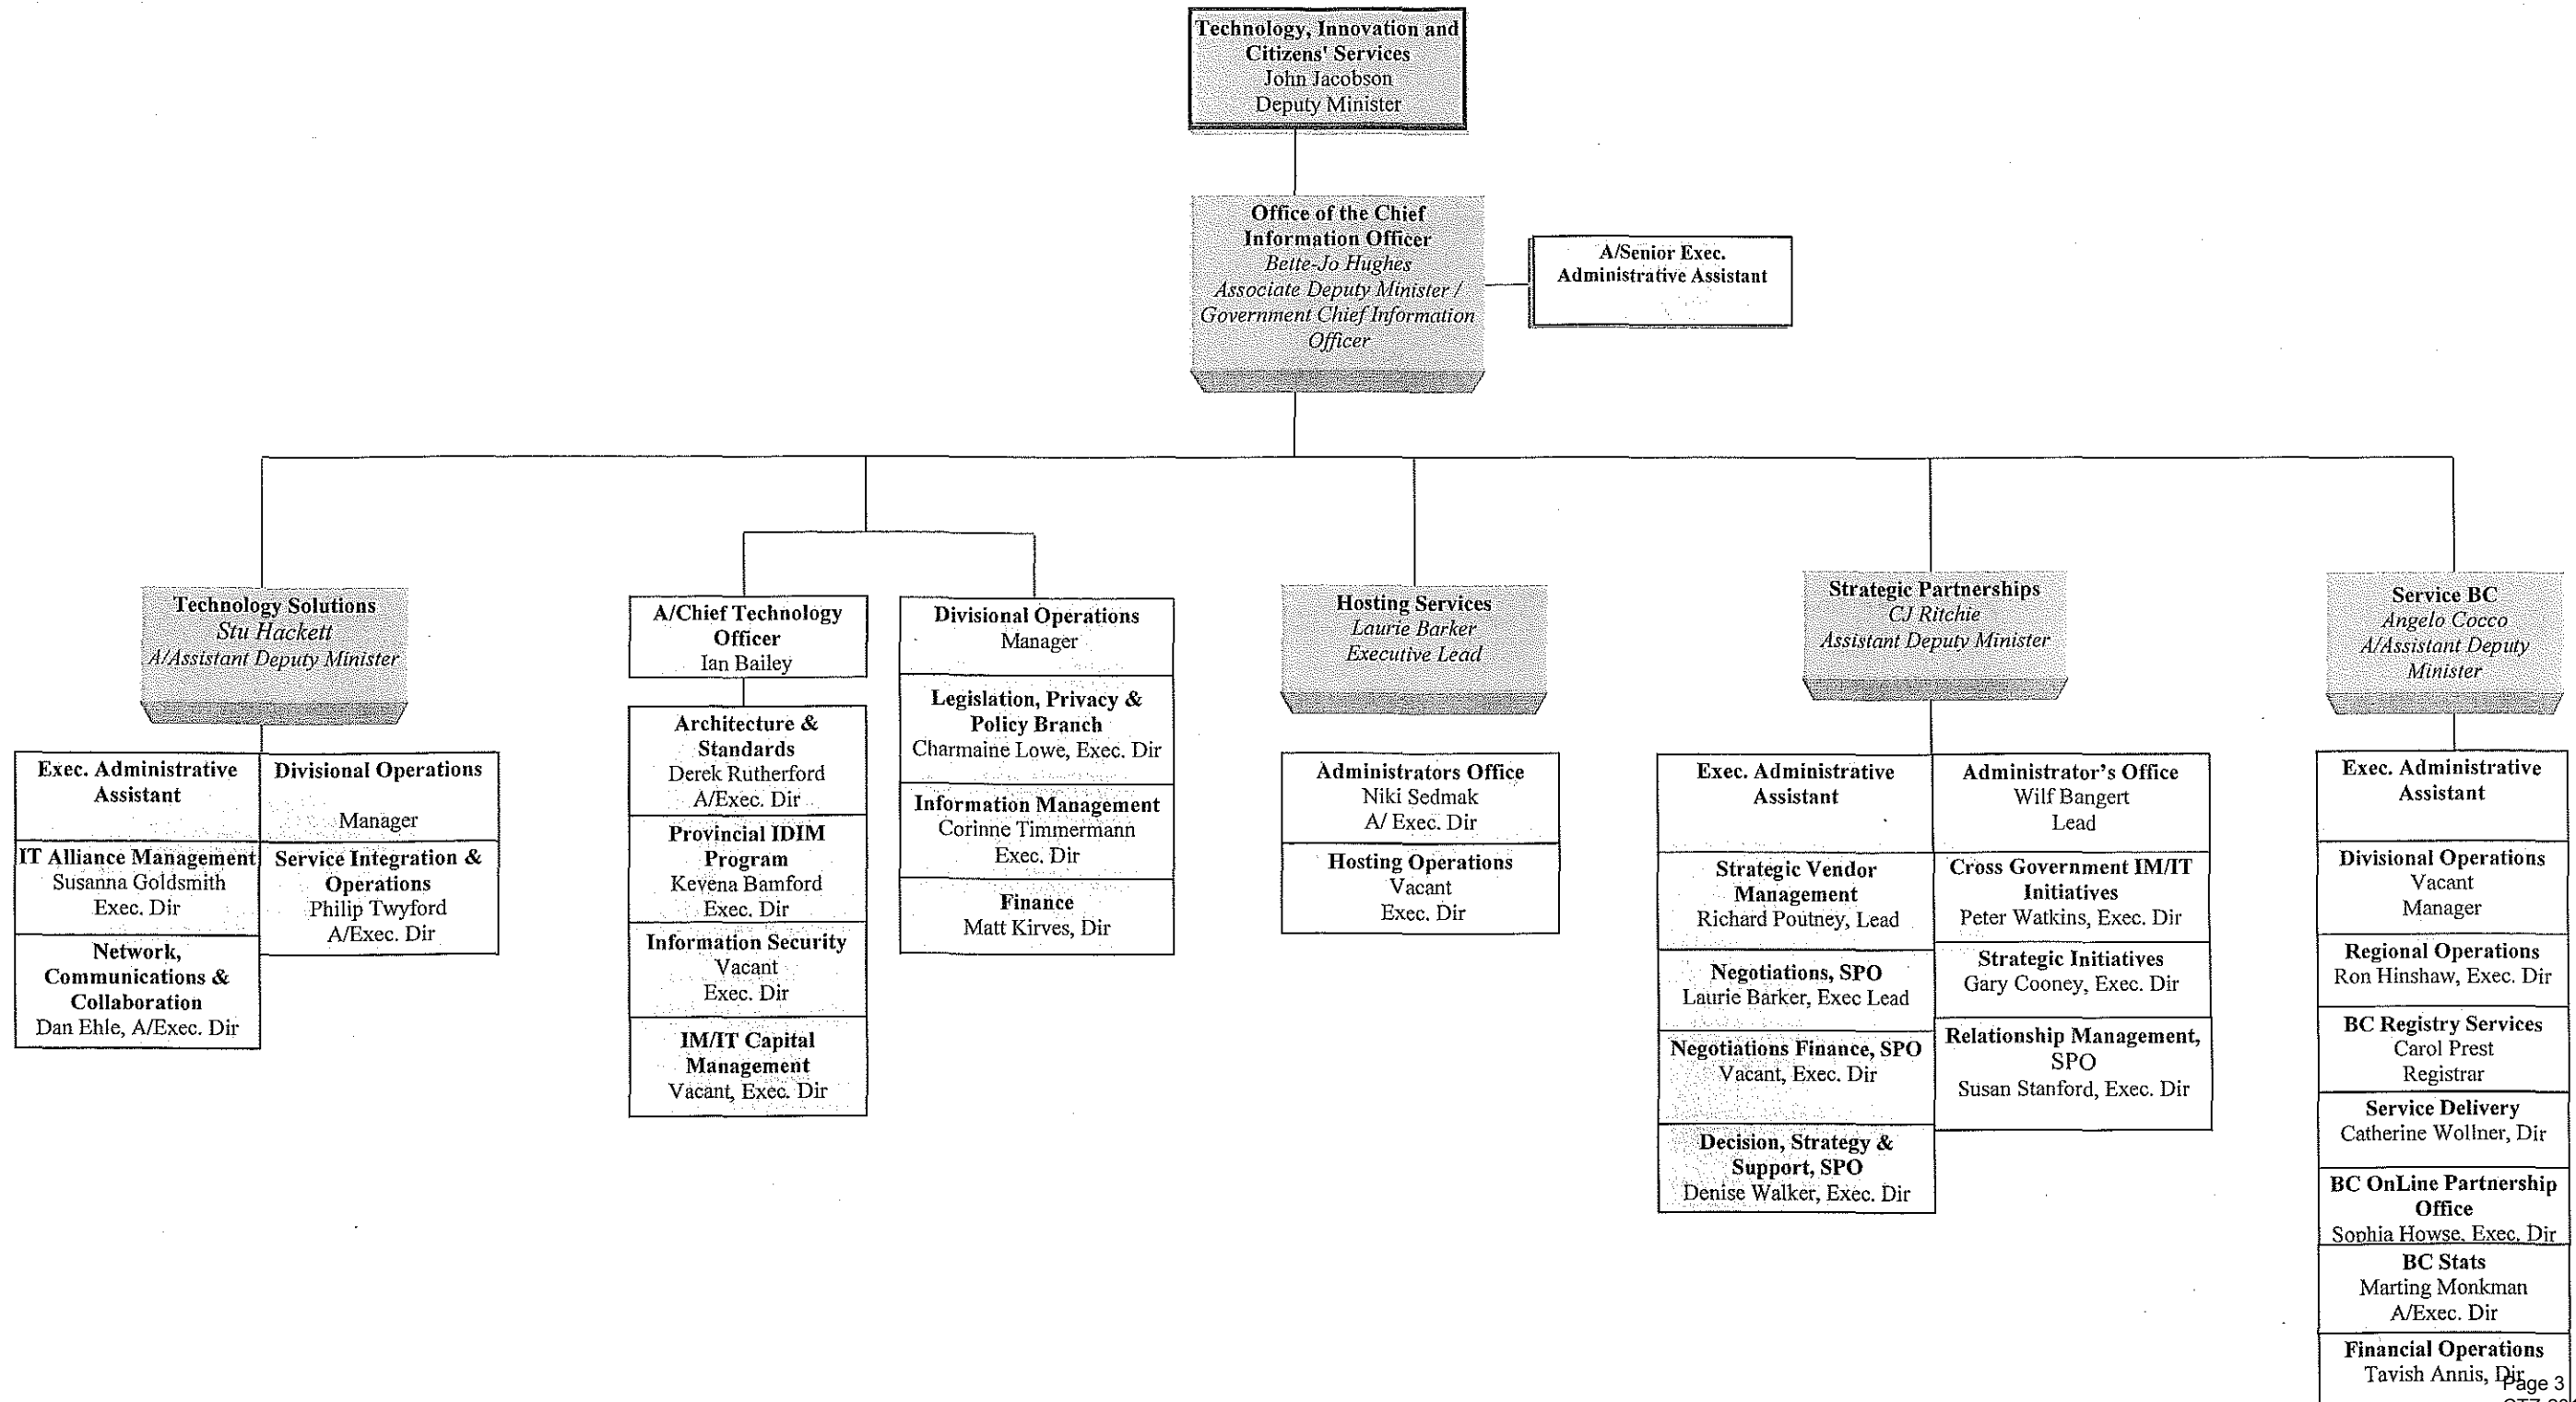 Technology, Innovation and
Citizens' Services
John Jacobson
Deputy Minister
Office of the Chief
Information Officer
Bette-Jo Hughes
Associate Deputy Minister /
Government Chief Information
Officer
A/Senior Exec.
Administrative Assistant
Technology Solutions
Stu Hackett
A/Assistant Deputy Minister
Exec. Administrative
Assistant
Divisional Operations
Manager
IT Alliance Management
Susanna Goldsmith
Exec. Dir
Service Integration &
Operations
Philip Twyford
A/Exec. Dir
Network,
Communications &
Collaboration
Dan Ehle, A/Exec. Dir
A/Chief Technology
Officer
Ian Bailey
Architecture &
Standards
Derek Rutherford
A/Exec. Dir
Provincial IDIM
Program
Kevena Bamford
Exec. Dir
Information Security
Vacant
Exec. Dir
IM/IT Capital
Management
Vacant, Exec. Dir
Divisional Operations
Manager
Legislation, Privacy &
Policy Branch
Charmaine Lowe, Exec. Dir
Information Management
Corinne Timmermann
Exec. Dir
Finance
Matt Kirves, Dir
Hosting Services
Laurie Barker
Executive Lead
Administrators Office
Niki Sedmak
A/ Exec. Dir
Hosting Operations
Vacant
Exec. Dir
Strategic Partnerships
CJ Ritchie
Assistant Deputy Minister
Exec. Administrative
Assistant
Administrator's Office
Wilf Bangert
Lead
Strategic Vendor
Management
Richard Poutney, Lead
Cross Government IM/IT
Initiatives
Peter Watkins, Exec. Dir
Negotiations, SPO
Laurie Barker, Exec Lead
Strategic Initiatives
Gary Cooney, Exec. Dir
Negotiations Finance, SPO
Vacant, Exec. Dir
Relationship Management,
SPO
Susan Stanford, Exec. Dir
Decision, Strategy &
Support, SPO
Denise Walker, Exec. Dir
Service BC
Angelo Cocco
A/Assistant Deputy
Minister
Exec. Administrative
Assistant
Divisional Operations
Vacant
Manager
Regional Operations
Ron Hinshaw, Exec. Dir
BC Registry Services
Carol Prest
Registrar
Service Delivery
Catherine Wollner, Dir
BC OnLine Partnership
Office
Sophia Howse, Exec. Dir
BC Stats
Marting Monkman
A/Exec. Dir
Financial Operations
Tavish Annis, Dir
Page 3